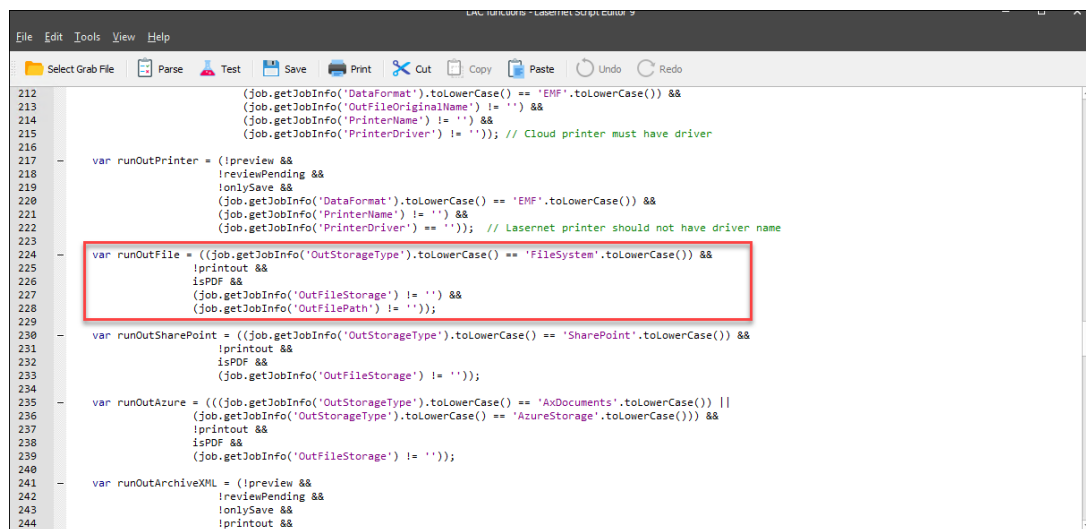 LAC functions - Lasernet Script Editor 9
File Edit Tools View Help
Select Grab File Parse Test Save Print Cut Copy Paste Undo Redo
212 (job.getJobInfo('DataFormat').toLowerCase() == 'EMF'.toLowerCase()) &&
213 (job.getJobInfo('OutFileOriginalName') != '') &&
214 (job.getJobInfo('PrinterName') != '') &&
215 (job.getJobInfo('PrinterDriver') != '')); // Cloud printer must have driver
216
217 – var runOutPrinter = (!preview &&
218 !reviewPending &&
219 !onlySave &&
220 (job.getJobInfo('DataFormat').toLowerCase() == 'EMF'.toLowerCase()) &&
221 (job.getJobInfo('PrinterName') != '') &&
222 (job.getJobInfo('PrinterDriver') == '')); // Lasernet printer should not have driver name
223
224 – var runOutFile = ((job.getJobInfo('OutStorageType').toLowerCase() == 'FileSystem'.toLowerCase()) &&
225 !printout &&
226 isPDF &&
227 (job.getJobInfo('OutFileStorage') != '') &&
228 (job.getJobInfo('OutFilePath') != ''));
229
230 – var runOutSharePoint = ((job.getJobInfo('OutStorageType').toLowerCase() == 'SharePoint'.toLowerCase()) &&
231 !printout &&
232 isPDF &&
233 (job.getJobInfo('OutFileStorage') != ''));
234
235 – var runOutAzure = (((job.getJobInfo('OutStorageType').toLowerCase() == 'AxDocuments'.toLowerCase()) ||
236 (job.getJobInfo('OutStorageType').toLowerCase() == 'AzureStorage'.toLowerCase())) &&
237 !printout &&
238 isPDF &&
239 (job.getJobInfo('OutFileStorage') != ''));
240
241 – var runOutArchiveXML = (!preview &&
242 !reviewPending &&
243 !onlySave &&
244 !printout &&